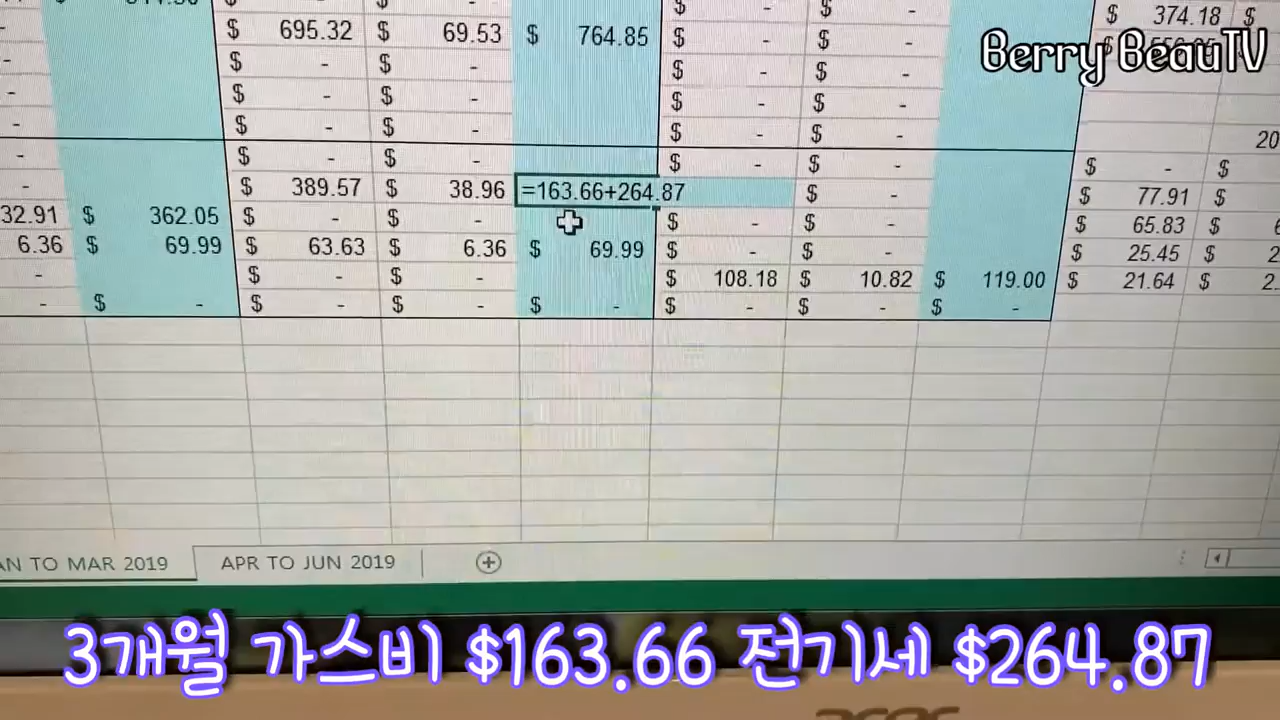 $ 695.32 $ 69.53 $ 764.85 $ - $ - $ 374.18 $
Berry BeauTV
- $ - $ - $ - $ -
- $ - $ - $ - $ -
- $ - $ - $ - $ - 20
- $ - $ - $ - $ - $ - $
- $ 389.57 $ 38.96 =163.66+264.87 $ - $ 77.91 $
32.91 $ 362.05 $ - $ - $ - $ - $ 65.83 $
6.36 $ 69.99 $ 63.63 $ 6.36 $ 69.99 $ - $ - $ 25.45 $ 2
- $ - $ - $ 108.18 $ 10.82 $ 119.00 $ 21.64 $ 2.
- $ - $ - $ - $ - $ - $ - $ -
AN TO MAR 2019 APR TO JUN 2019
3개월 가스비 $163.66 전기세 $264.87